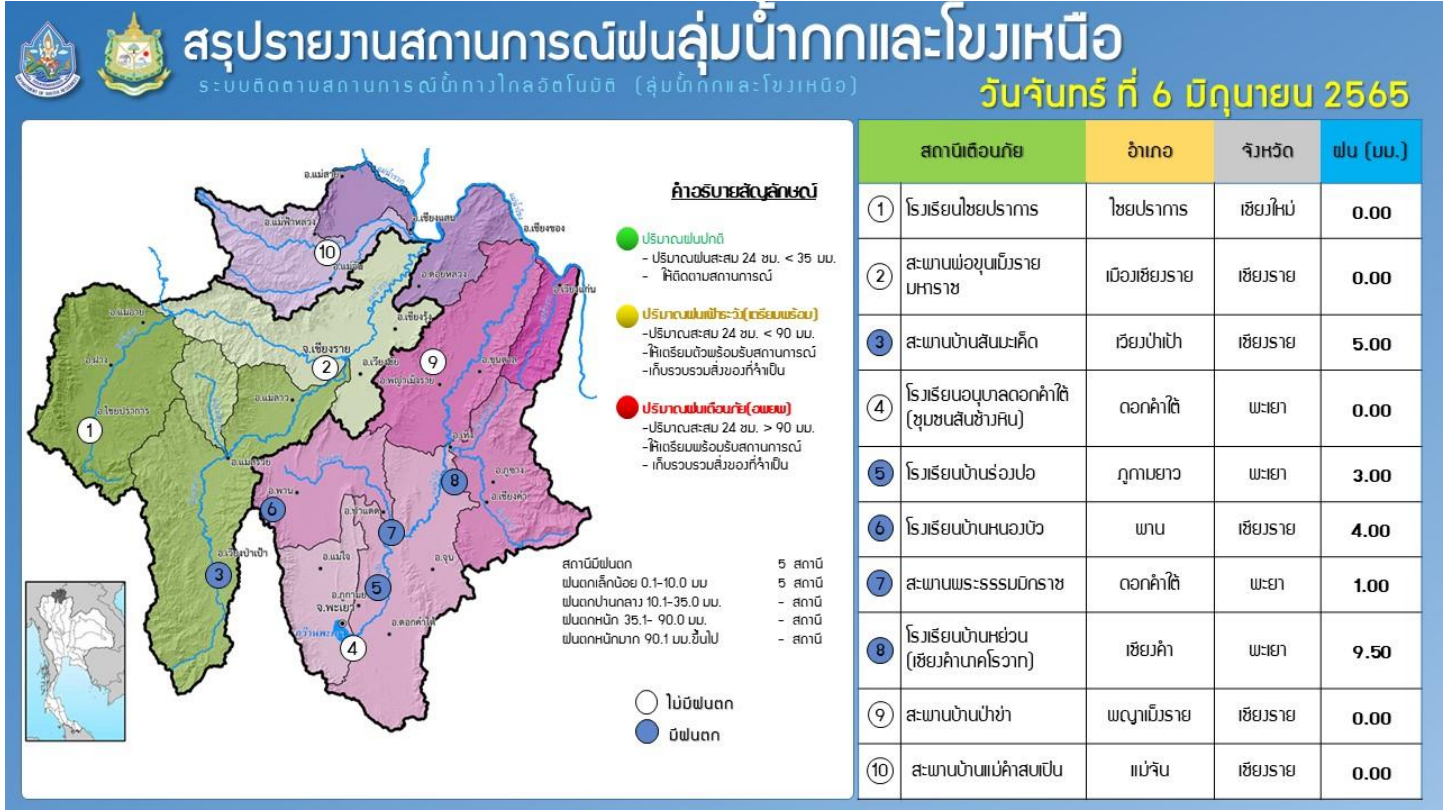 สรุปรายงานสถานการณ์ฝนลุ่มน้ำกกและโขงเหนือ
ระบบติดตามสถานการณ์น้ำทางไกลอัตโนมัติ (ลุ่มน้ำกกและโขงเหนือ)
วันจันทร์ ที่ 6 มิถุนายน 2565
อ.แม่สาย
อ.แม่ฟ้าหลวง
อ.เชียงแสน
อ.เชียงของ
10
อ.ดอยหลวง
อ.เวียงแก่น
อ.แม่อาย
อ.เชียงรุ้ง
จ.เชียงราย
อ.ฝาง
2
9
อ.ขุนตาล
อ.พญาเม็งราย
อ.แม่ลาว
อ.ไชยปราการ
1
อ.เทิง
อ.แม่สรวย
8
อ.ภูซาง
อ.เชียงคำ
อ.พาน
6
อ.ป่าแดด
7
อ.เวียงป่าเป้า
3
อ.แม่ใจ
อ.จุน
5
จ.พะเยา
อ.ดอกคำใต้
4
คำอธิบายสัญลักษณ์
ปริมาณฝนปกติ
- ปริมาณฝนสะสม 24 ชม. < 35 มม.
- ให้ติดตามสถานการณ์
ปริมาณฝนเฝ้าระวัง(เตรียมพร้อม)
-ปริมาณสะสม 24 ชม. < 90 มม.
-ให้เตรียมตัวพร้อมรับสถานการณ์
-เก็บรวบรวมสิ่งของที่จำเป็น
ปริมาณฝนเตือนภัย(อพยพ)
-ปริมาณสะสม 24 ชม. > 90 มม.
-ให้เตรียมพร้อมรับสถานการณ์
- เก็บรวบรวมสิ่งของที่จำเป็น
สถานีมีฝนตก 5 สถานี
ฝนตกเล็กน้อย 0.1-10.0 มม 5 สถานี
ฝนตกปานกลาง 10.1-35.0 มม. - สถานี
ฝนตกหนัก 35.1- 90.0 มม. - สถานี
ฝนตกหนักมาก 90.1 มม.ขึ้นไป - สถานี
ไม่มีฝนตก
มีฝนตก
สถานีเตือนภัย อำเภอ จังหวัด ฝน (มม.)
1 โรงเรียนไชยปราการ ไชยปราการ เชียงใหม่ 0.00
2 สะพานพ่อขุนเม็งราย
มหาราช เมืองเชียงราย เชียงราย 0.00
3 สะพานบ้านสันมะเค็ด เวียงป่าเป้า เชียงราย 5.00
4 โรงเรียนอนุบาลดอกคำใต้
(ชุมชนสันช้างหิน) ดอกคำใต้ พะเยา 0.00
5 โรงเรียนบ้านร่องปอ ภูกามยาว พะเยา 3.00
6 โรงเรียนบ้านหนองบัว พาน เชียงราย 4.00
7 สะพานพระธรรมมิกราช ดอกคำใต้ พะยา 1.00
8 โรงเรียนบ้านหย่วน
(เชียงคำนาคโรวาท) เชียงคำ พะเยา 9.50
9 สะพานบ้านป่าข่า พญาเม็งราย เชียงราย 0.00
10 สะพานบ้านแม่คำสบเปิน แม่จัน เชียงราย 0.00